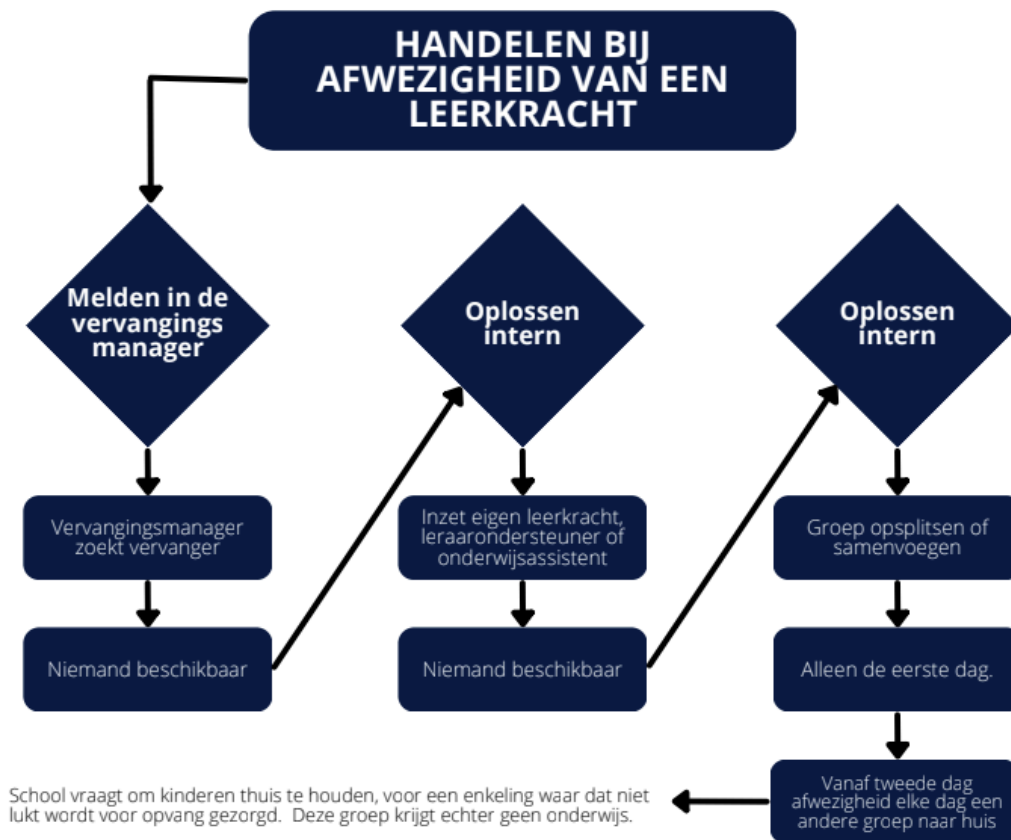 HANDELEN BIJ
AFWEZIGHEID VAN EEN
LEERKRACHT
Melden in de
vervangings
manager
Vervangingsmanager
zoekt vervanger
Niemand beschikbaar
Oplossen
intern
Inzet eigen leerkracht,
leraarondersteuner of
onderwijsassistent
Niemand beschikbaar
Oplossen
intern
Groep opsplitsen of
samenvoegen
Alleen de eerste dag.
Vanaf tweede dag
afwezigheid elke dag een
andere groep naar huis
School vraagt om kinderen thuis te houden, voor een enkeling waar dat niet
lukt wordt voor opvang gezorgd.  Deze groep krijgt echter geen onderwijs.